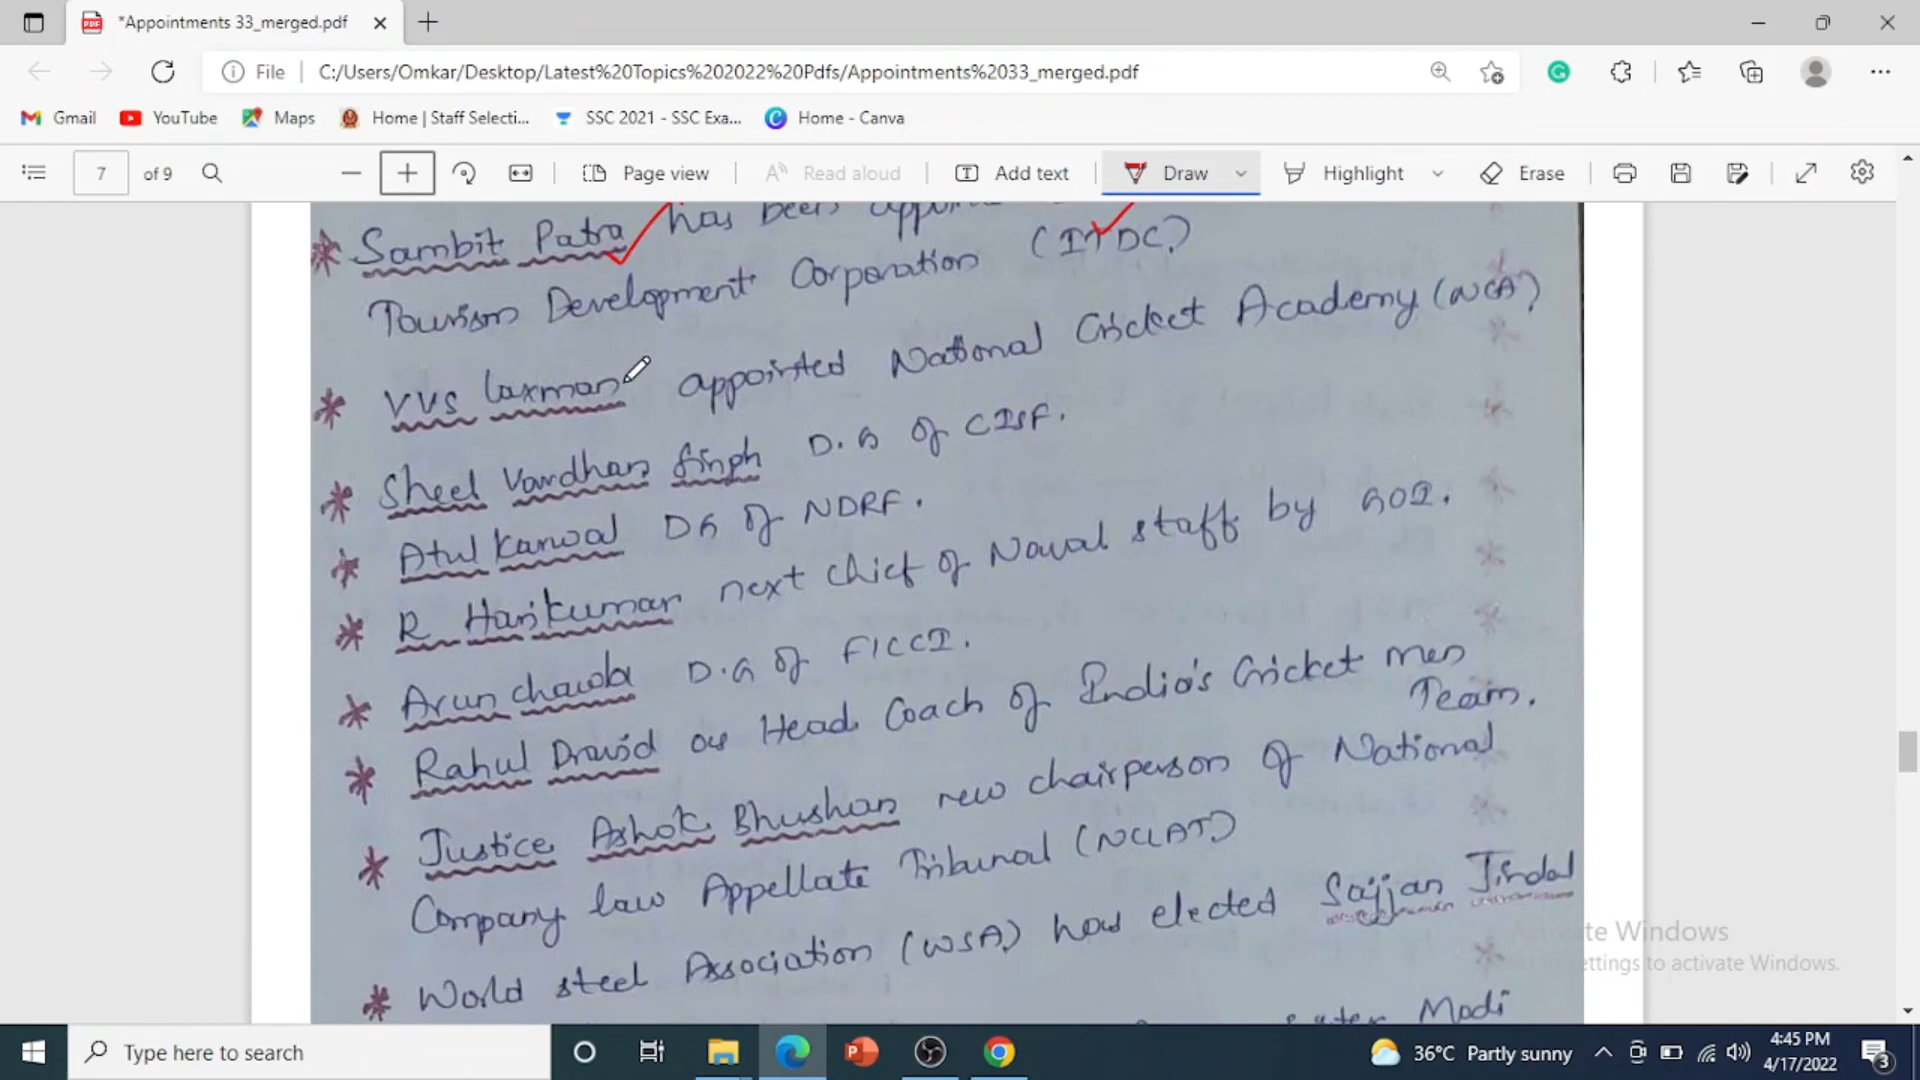 *Appointments 33_merged.pdf
File
C:/Users/Omkar/Desktop/Latest%20Topics%202022%20Pdfs/Appointments%2033_merged.pdf
Gmail YouTube Maps Home | Staff Selecti... SSC 2021 - SSC Exa... Home - Canva
7 of 9 Page view Read aloud Add text Draw Highlight Erase
* Sambit Patra has been
Tourism Development Corporation (ITDC)
* VVS laxman appointed National Cricket Academy (NCA)
* Sheel Vardhan Singh D.G of CISF.
* Atul Karwal DG of NDRF.
* R Harikumar next chief of Naval staff by GOI.
* Arun chawla D.G of FICCI.
* Rahul Dravid as Head Coach of India's Cricket Men
Team.
* Justice Ashok Bhushan new chairperson of National
Company law Appellate Tribunal (NCLAT)
* World steel Association (WSA) has elected Sajjan Jindal
Modi
Activate Windows
settings to activate Windows.
Type here to search
36°C Partly sunny
4:45 PM
4/17/2022
3